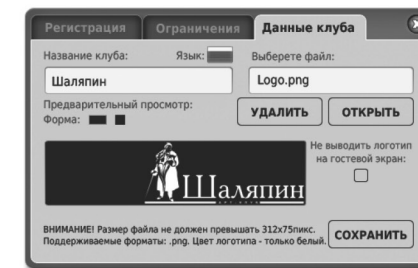 Регистрация Ограничения Данные клуба
Название клуба: Язык: Выберете файл:
Шаляпин Logo.png
Предварительный просмотр:
Форма:
УДАЛИТЬ ОТКРЫТЬ
Не выводить логотип
на гостевой экран:
Шаляпин
ВНИМАНИЕ! Размер файла не должен превышать 312x75пикс.
Поддерживаемые форматы: .png. Цвет логотипа - только белый.
СОХРАНИТЬ